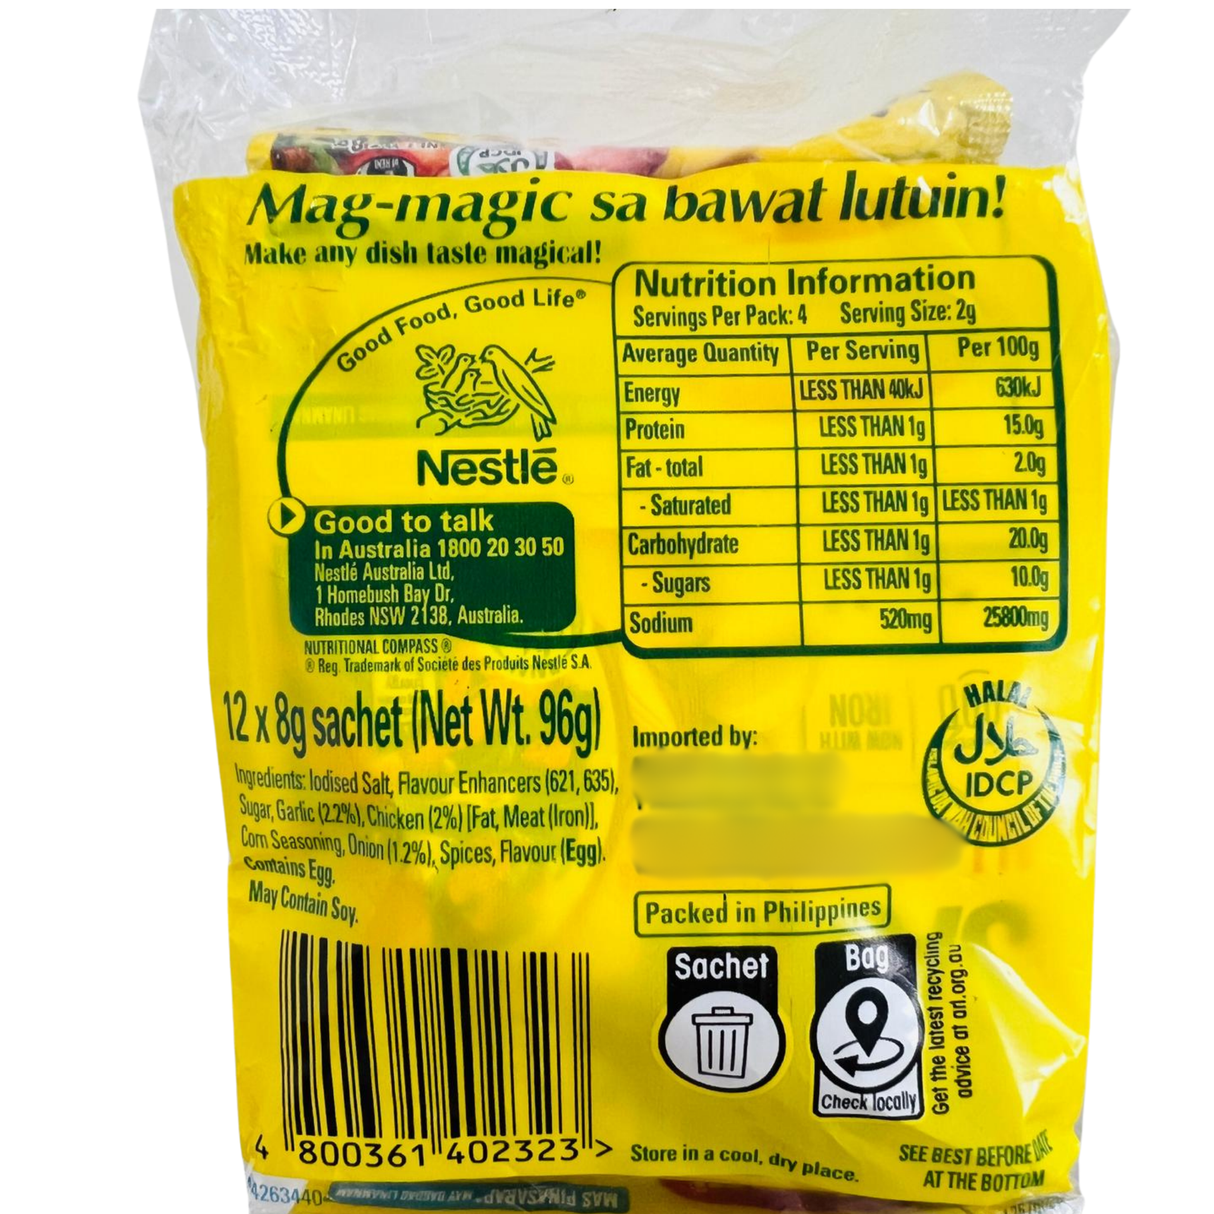 Mag-magic sa bawat lutuin!
Make any dish taste magical!
Good Food, Good Life®
Nestlé®
Good to talk
In Australia 1800 20 30 50
Nestlé Australia Ltd,
1 Homebush Bay Dr,
Rhodes NSW 2138, Australia.
NUTRITIONAL COMPASS ®
® Reg. Trademark of Société des Produits Nestlé S.A.
Nutrition Information
Servings Per Pack: 4 Serving Size: 2g
Average Quantity Per Serving Per 100g
Energy LESS THAN 40kJ 630kJ
Protein LESS THAN 1g 15.0g
Fat - total LESS THAN 1g 2.0g
- Saturated LESS THAN 1g LESS THAN 1g
Carbohydrate LESS THAN 1g 20.0g
- Sugars LESS THAN 1g 10.0g
Sodium 520mg 25800mg
12 x 8g sachet (Net Wt. 96g)
Ingredients: Iodised Salt, Flavour Enhancers (621, 635),
Sugar, Garlic (2.2%), Chicken (2%) [Fat, Meat (Iron)],
Corn Seasoning, Onion (1.2%), Spices, Flavour (Egg).
Contains Egg.
May Contain Soy.
Imported by:
HALAL
حلال
IDCP
Packed in Philippines
Sachet
Bag
Check locally
Get the latest recycling
advice at arl.org.au
4 800361 402323 >
Store in a cool, dry place.
SEE BEST BEFORE DATE
AT THE BOTTOM
4263440
MAS PINASARAP